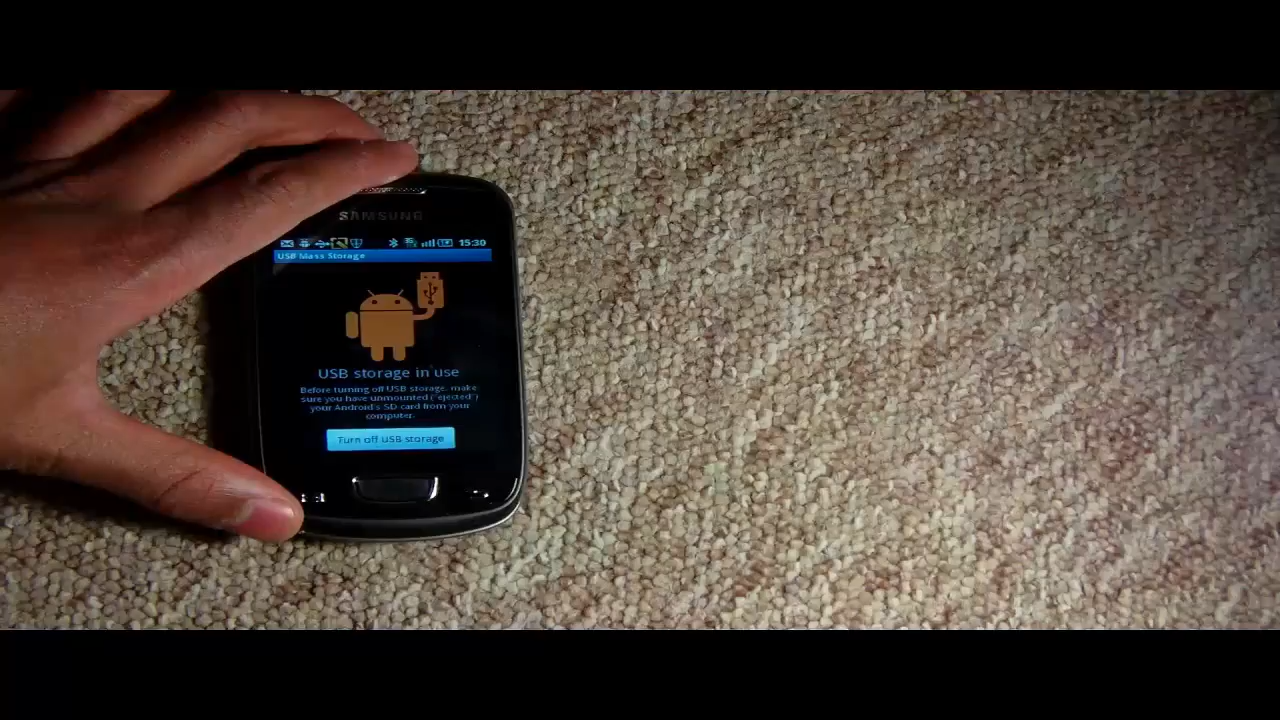 SAMSUNG
15:30
USB Mass Storage
USB storage in use
Before turning off USB storage, make
sure you have unmounted ("ejected")
your Android's SD card from your
computer.
Turn off USB storage